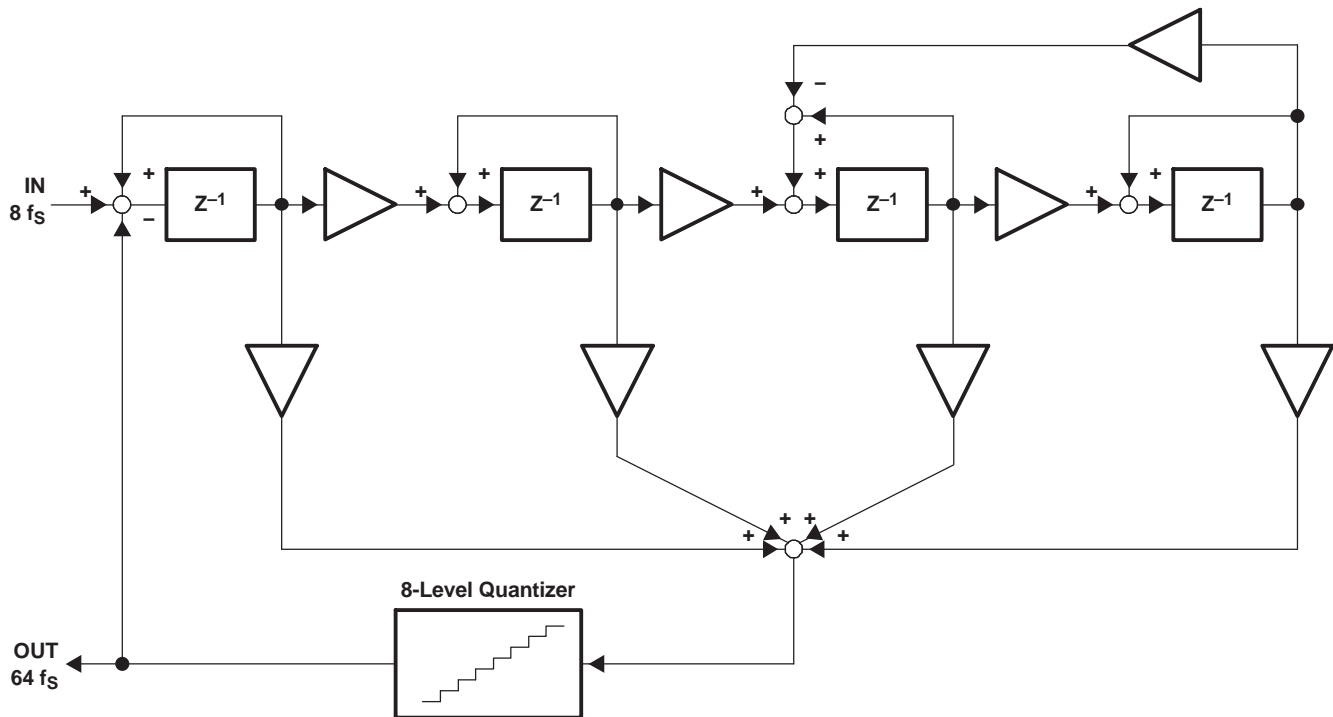 −
+
+
+
+
+
IN
8 fS
+
−
Z−1
+
+
Z−1
+
+
Z−1
+
+
Z−1
+
+
+
+
8-Level Quantizer
OUT
64 fS